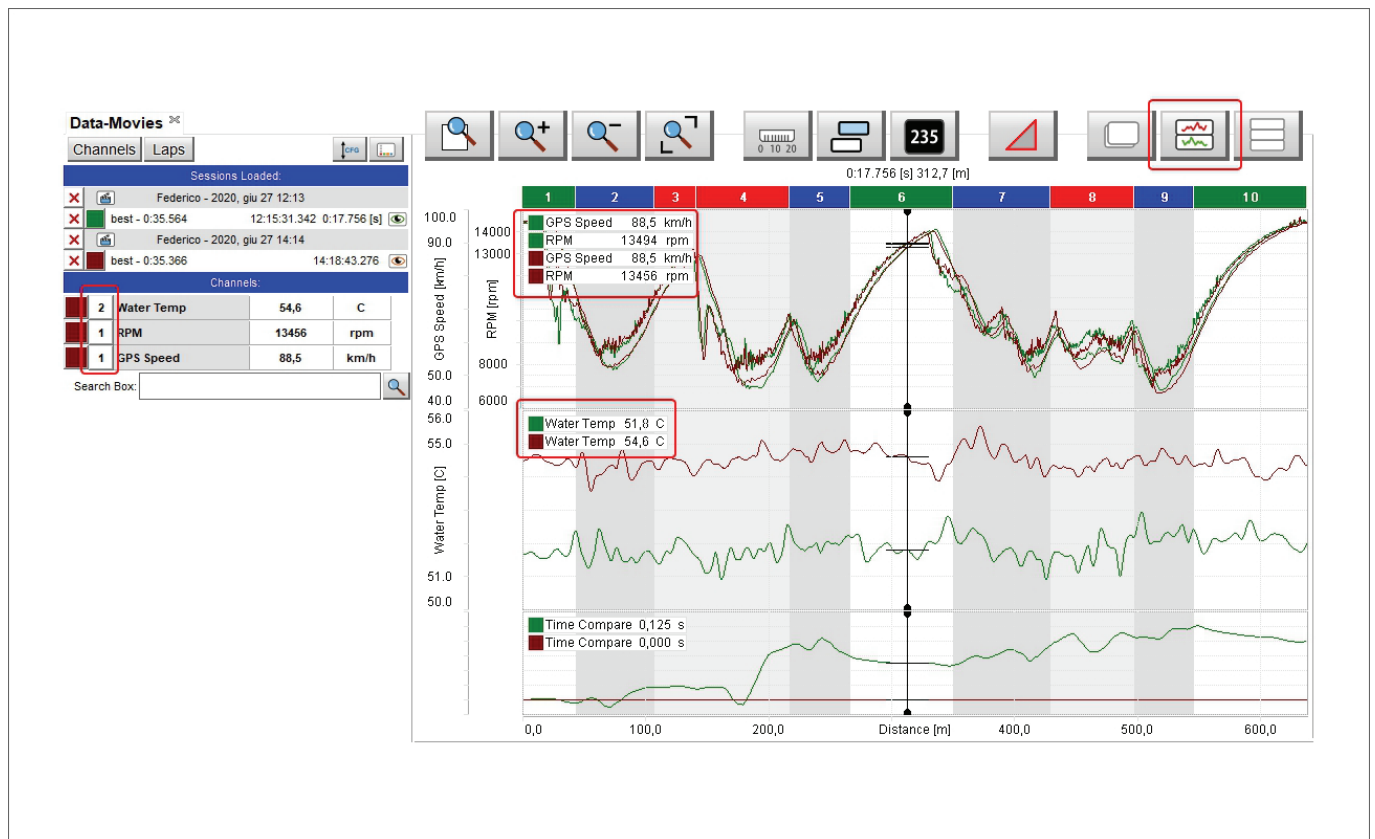 Data-Movies
Channels Laps
CFG
Sessions Loaded:
Federico - 2020, giu 27 12:13
best - 0:35.564 12:15:31.342 0:17.756 [s]
Federico - 2020, giu 27 14:14
best - 0:35.366 14:18:43.276
Channels:
2 Water Temp 54,6 C
1 RPM 13456 rpm
1 GPS Speed 88,5 km/h
Search Box:
0 10 20
235
0:17.756 [s] 312,7 [m]
1 2 3 4 5 6 7 8 9 10
GPS Speed 88,5 km/h
RPM 13494 rpm
GPS Speed 88,5 km/h
RPM 13456 rpm
100.0
90.0
50.0
40.0
GPS Speed [km/h]
14000
13000
8000
6000
RPM [rpm]
Water Temp 51,8 C
Water Temp 54,6 C
56.0
55.0
51.0
50.0
Water Temp [C]
Time Compare 0,125 s
Time Compare 0,000 s
0,0 100,0 200,0 Distance [m] 400,0 500,0 600,0